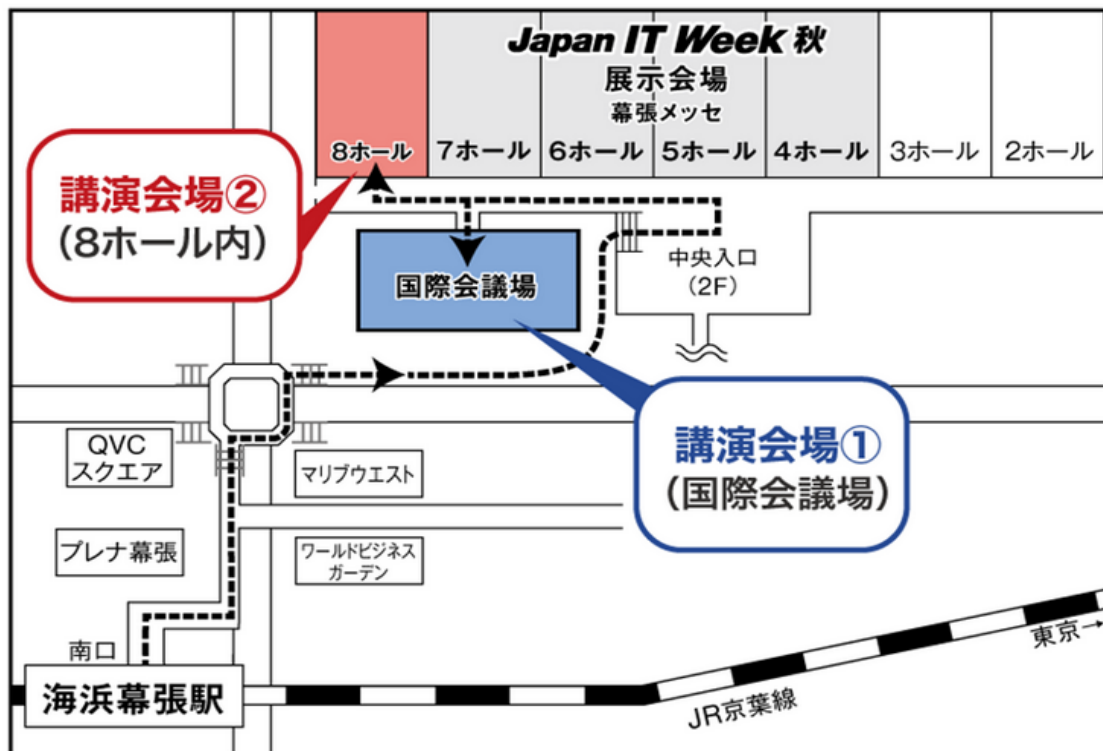 Japan IT Week 秋
展示会場
幕張メッセ
8ホール
7ホール
6ホール
5ホール
4ホール
3ホール
2ホール
講演会場②
(8ホール内)
国際会議場
中央入口
(2F)
講演会場①
(国際会議場)
QVC
スクエア
マリブウエスト
プレナ幕張
ワールドビジネス
ガーデン
南口
海浜幕張駅
JR京葉線
東京→